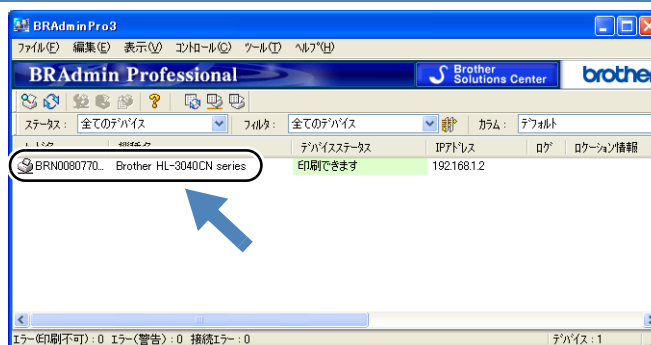 BRAdminPro3
ファイル(F) 編集(E) 表示(V) コントロール(C) ツール(T) ヘルプ(H)
BRAdmin Professional Brother Solutions Center brothe
ステータス: 全てのデバイス フィルタ: 全てのデバイス カラム: デフォルト
デバイスステータス IPアドレス ログ ロケーション情報
BRN0080770... Brother HL-3040CN series 印刷できます 192.168.1.2
エラー(印刷不可):0 エラー(警告):0 接続エラー:0 デバイス:1